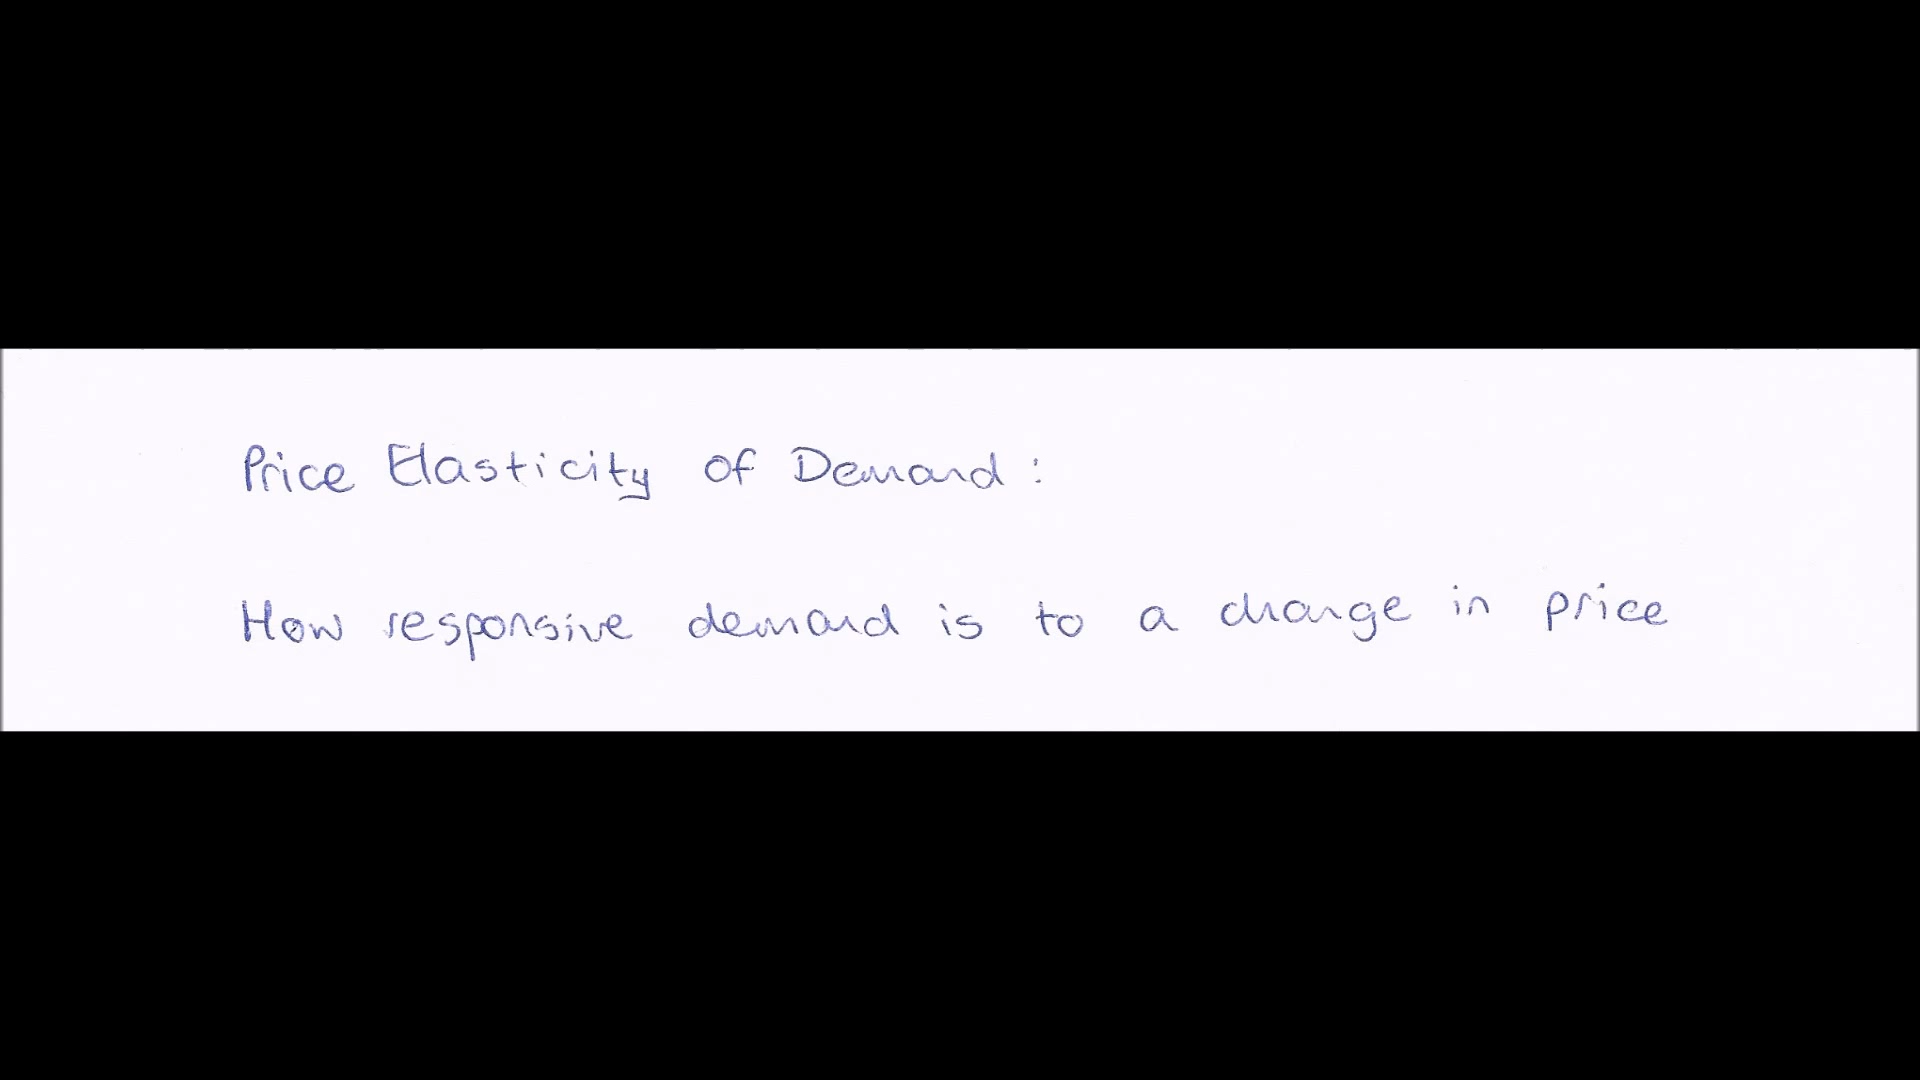 Price Elasticity of Demand:
How responsive demand is to a change in price